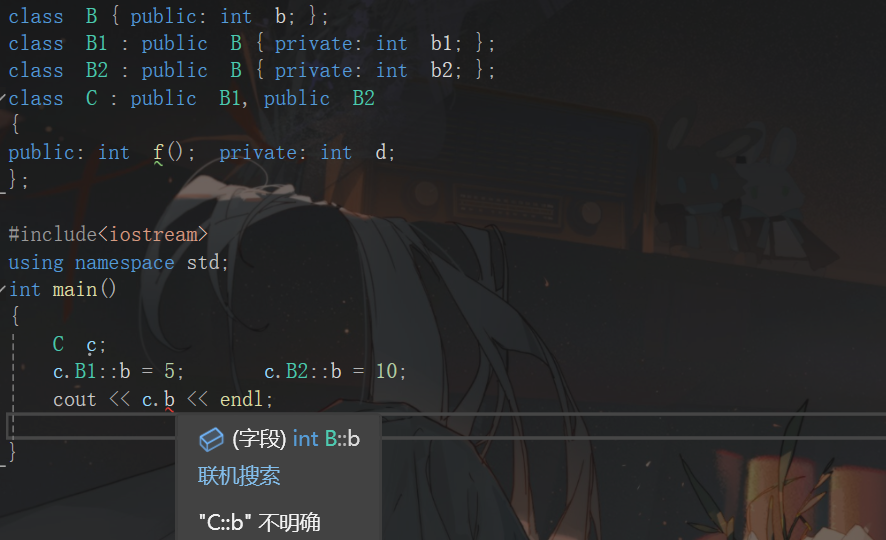 class B { public: int b; };
class B1 : public B { private: int b1; };
class B2 : public B { private: int b2; };
class C : public B1, public B2
{
public: int f(); private: int d;
};
#include<iostream>
using namespace std;
int main()
{
C c;
c.B1::b = 5; c.B2::b = 10;
cout << c.b << endl;
(字段) int B::b
联机搜索
"C::b" 不明确
}